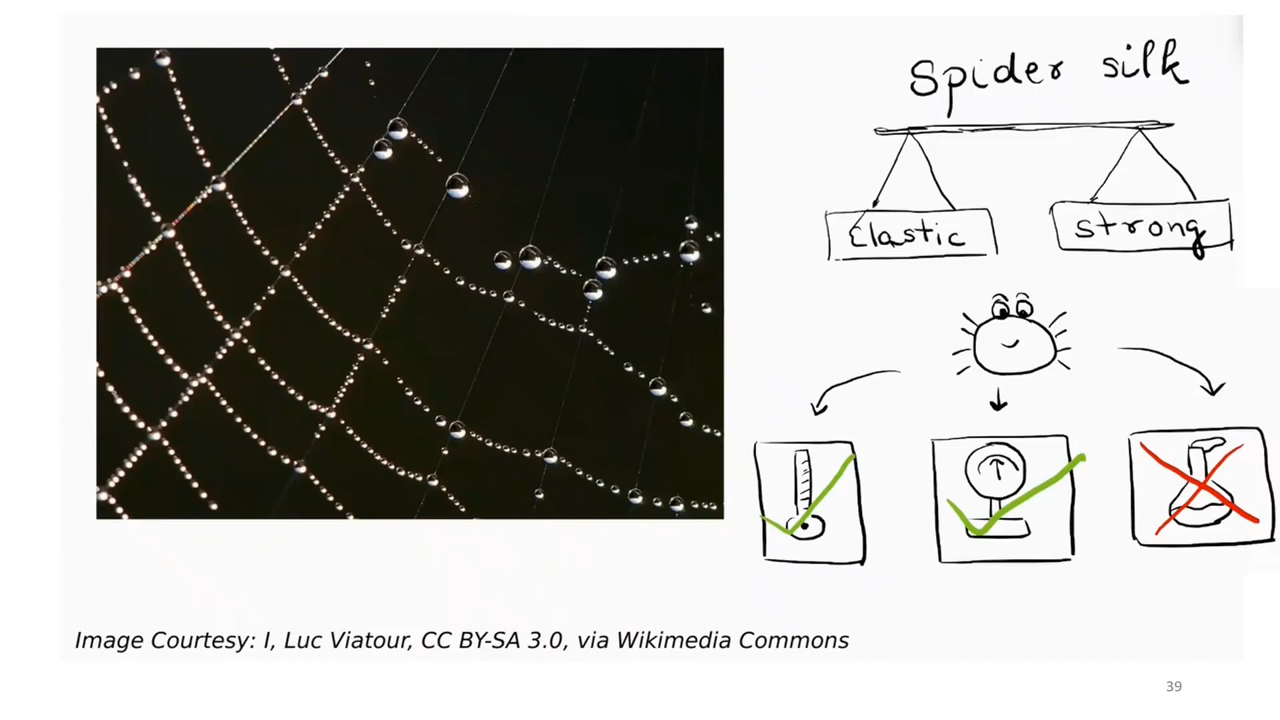 Spider silk
Elastic
strong
Image Courtesy: I, Luc Viatour, CC BY-SA 3.0, via Wikimedia Commons
39